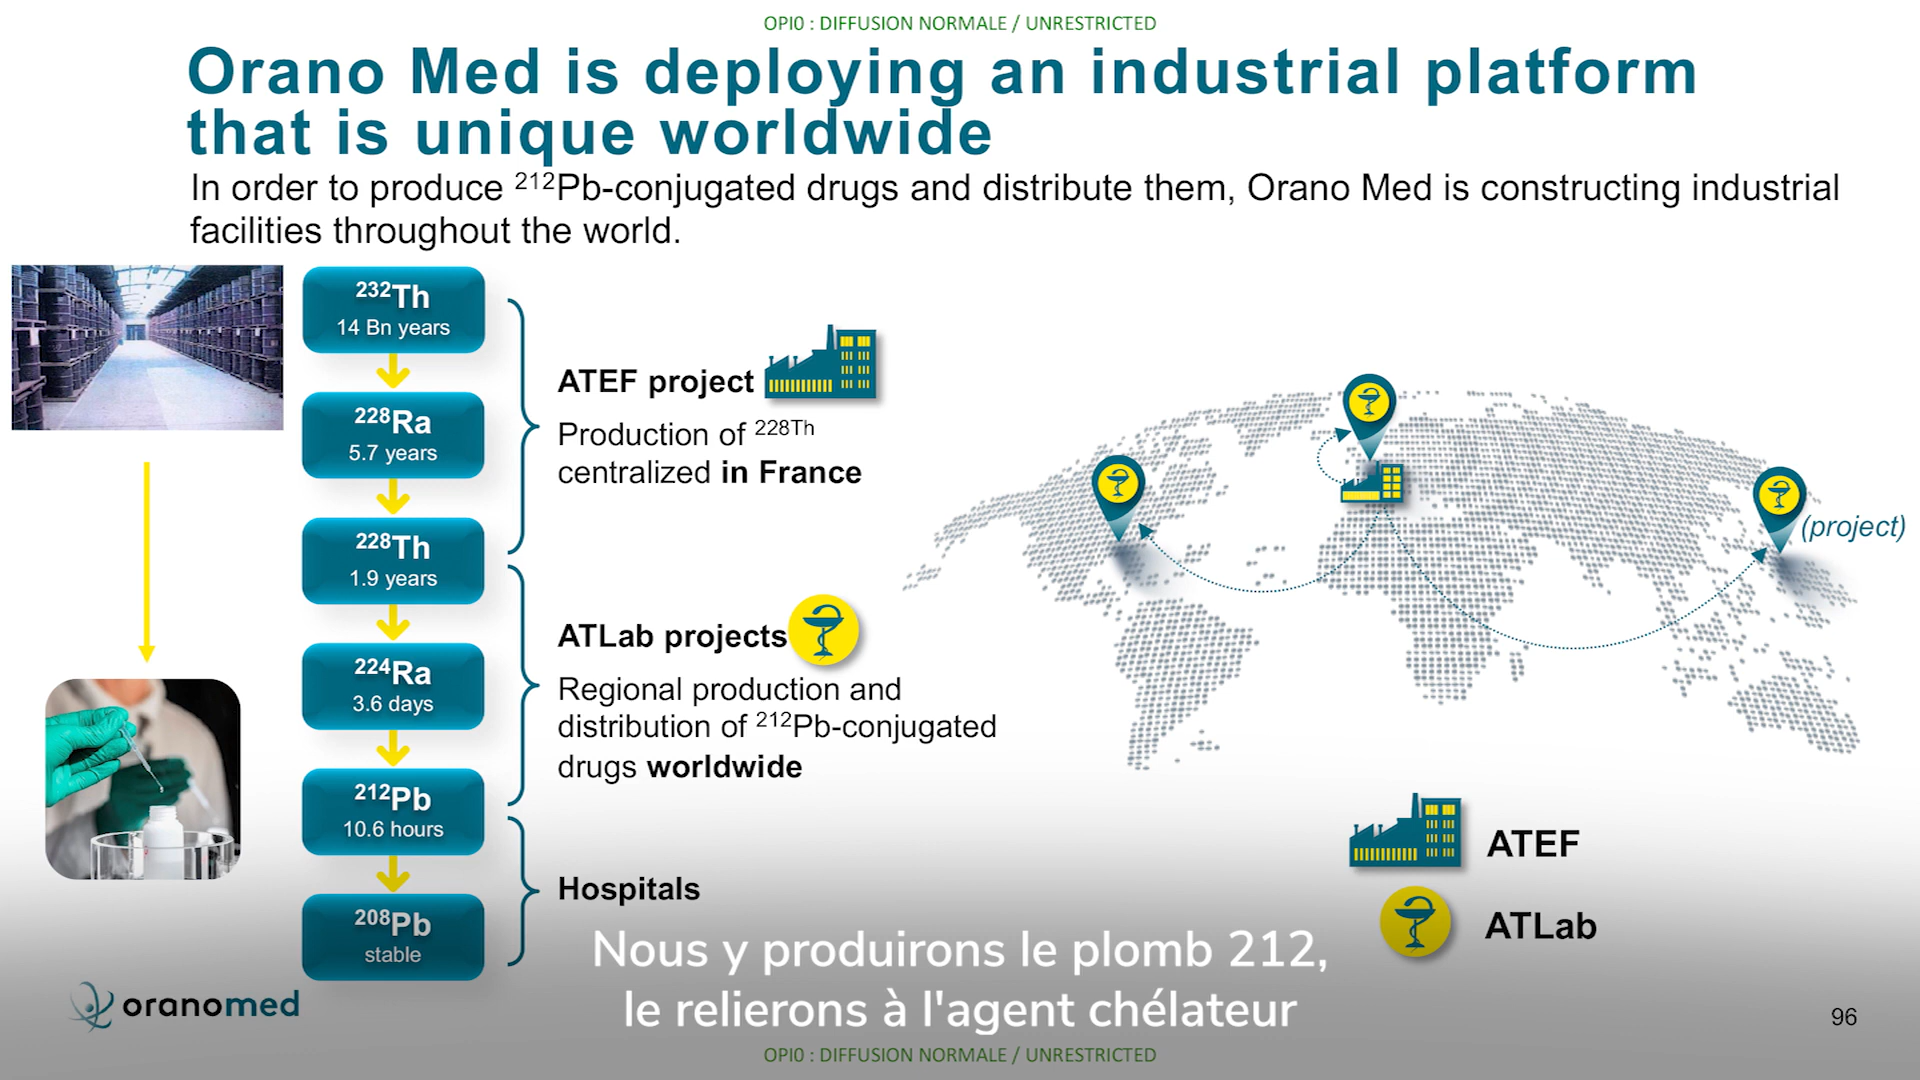 OPI0 : DIFFUSION NORMALE / UNRESTRICTED
Orano Med is deploying an industrial platform
that is unique worldwide
In order to produce ²¹²Pb-conjugated drugs and distribute them, Orano Med is constructing industrial
facilities throughout the world.
²³²Th
14 Bn years
²²⁸Ra
5.7 years
²²⁸Th
1.9 years
²²⁴Ra
3.6 days
²¹²Pb
10.6 hours
²⁰⁸Pb
stable
ATEF project
Production of ²²⁸Th
centralized in France
ATLab projects
Regional production and
distribution of ²¹²Pb-conjugated
drugs worldwide
Hospitals
(project)
ATEF
ATLab
Nous y produirons le plomb 212,
le relierons à l'agent chélateur
oranomed
96
OPI0 : DIFFUSION NORMALE / UNRESTRICTED